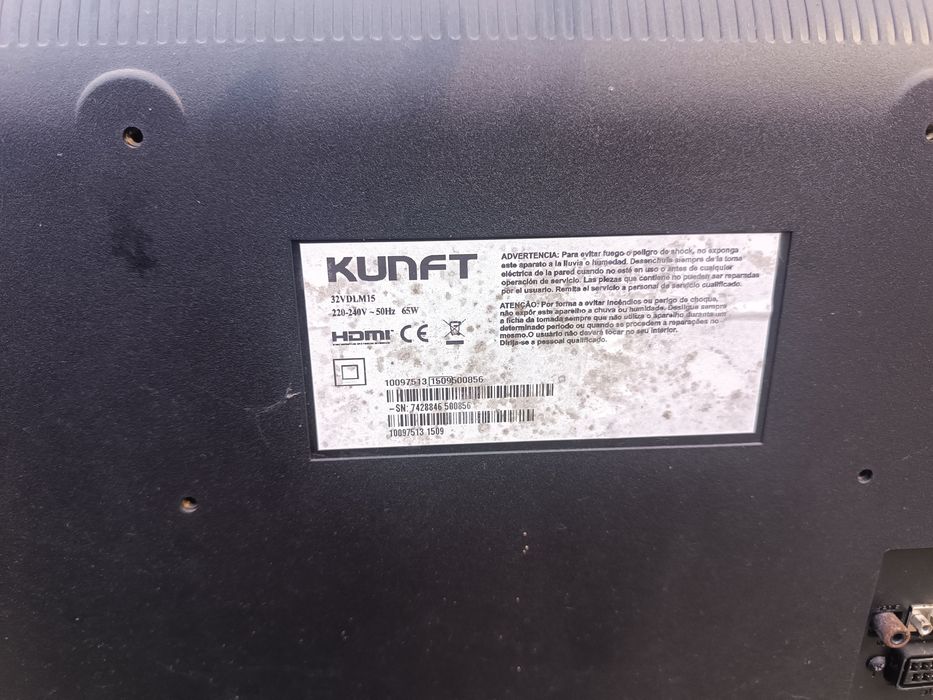 KUNFT
32VDLM15
220-240V ~ 50Hz 65W
HDMI CE
10097513 1509500856
-SN: 7428846 500856
10097513 1509
ADVERTENCIA: Para evitar fuego o peligro de shock, no exponga
este aparato a la lluvia o humedad. Desenchufe siempre de la toma
eléctrica de la pared cuando no esté en uso o antes de cualquier
operación de servicio. Las piezas que contiene no pueden ser reparadas
por el usuario. Remita el servicio a personal de servicio cualificado.
ATENÇÃO: Por forma a evitar incêndios ou perigo de choque,
não expôr este aparelho a chuva ou humidade. Desligue sempre
a ficha da tomada sempre que não utiliza o aparelho durante um
determinado período ou quando se procedem a reparações no
mesmo.O usuário não deverá tocar no seu interior.
Dirija-se a pessoal qualificado.